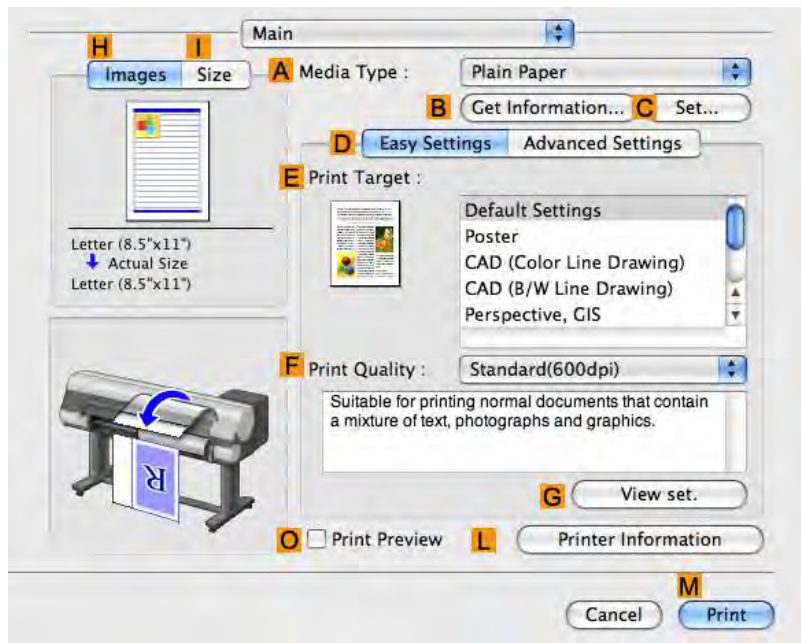 Main
H I
Images Size
A Media Type : Plain Paper
B Get Information... C Set...
D Easy Settings Advanced Settings
E Print Target :
Default Settings
Poster
CAD (Color Line Drawing)
CAD (B/W Line Drawing)
Perspective, GIS
Letter (8.5"x11")
Actual Size
Letter (8.5"x11")
F Print Quality : Standard(600dpi)
Suitable for printing normal documents that contain
a mixture of text, photographs and graphics.
R
G View set.
O Print Preview L Printer Information
M
Cancel Print